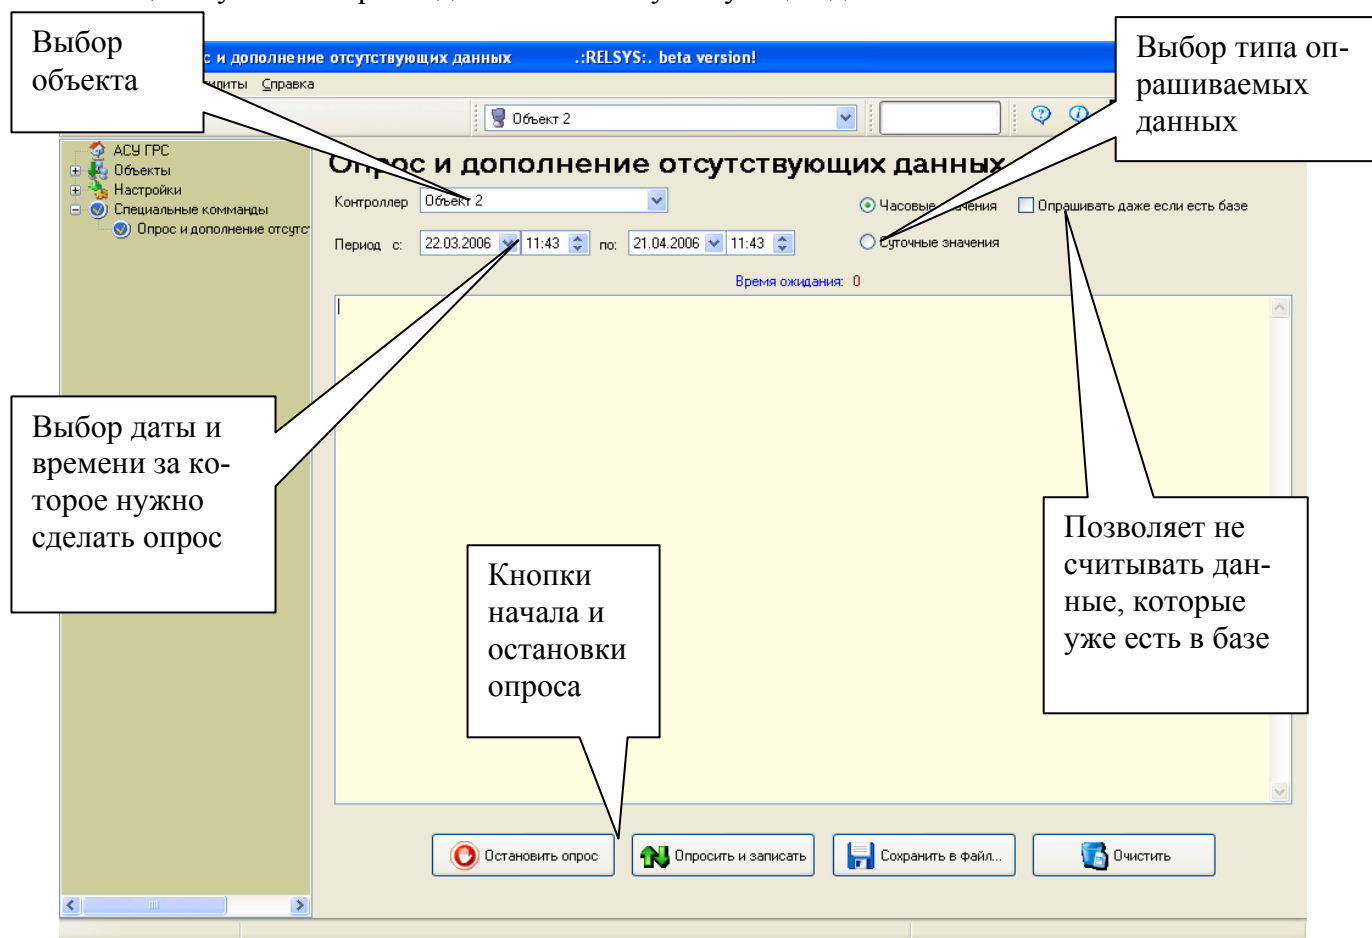 Выбор
объекта
Выбор типа оп-
рашиваемых
данных
с и дополнение отсутствующих данных .:RELSYS:. beta version!
Справка
Объект 2
АСУ ГРС
Объекты
Настройки
Специальные комманды
Опрос и дополнение отсутс
Опрос и дополнение отсутствующих данных
Контроллер Объект 2
Часовые значения Опрашивать даже если есть базе
Период с: 22.03.2006 11:43 по: 21.04.2006 11:43
Суточные значения
Время ожидания: 0
Выбор даты и
времени за ко-
торое нужно
сделать опрос
Кнопки
начала и
остановки
опроса
Позволяет не
считывать дан-
ные, которые
уже есть в базе
Остановить опрос Опросить и записать Сохранить в файл... Очистить